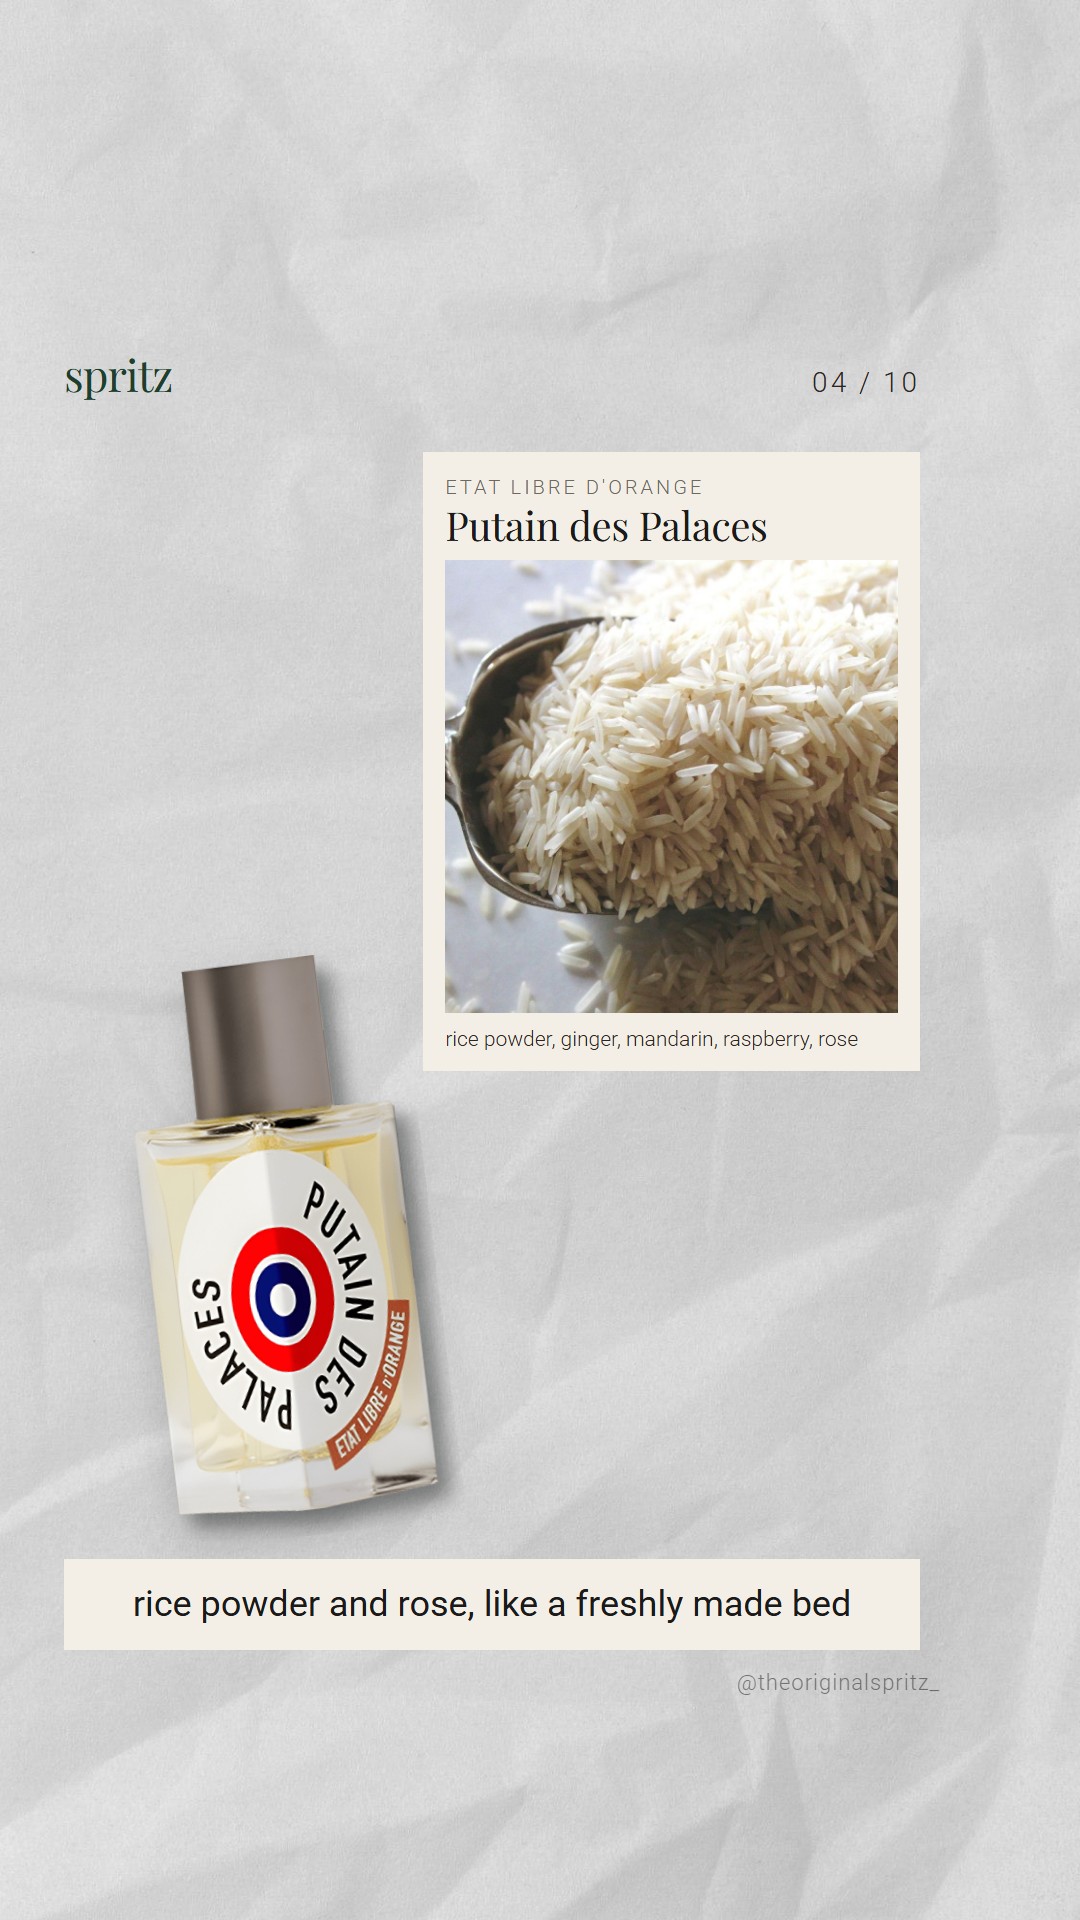 spritz
04 / 10
ETAT LIBRE D'ORANGE
Putain des Palaces
rice powder, ginger, mandarin, raspberry, rose
PUTAIN DES PALACES
ETAT LIBRE D'ORANGE
rice powder and rose, like a freshly made bed
@theoriginalspritz_